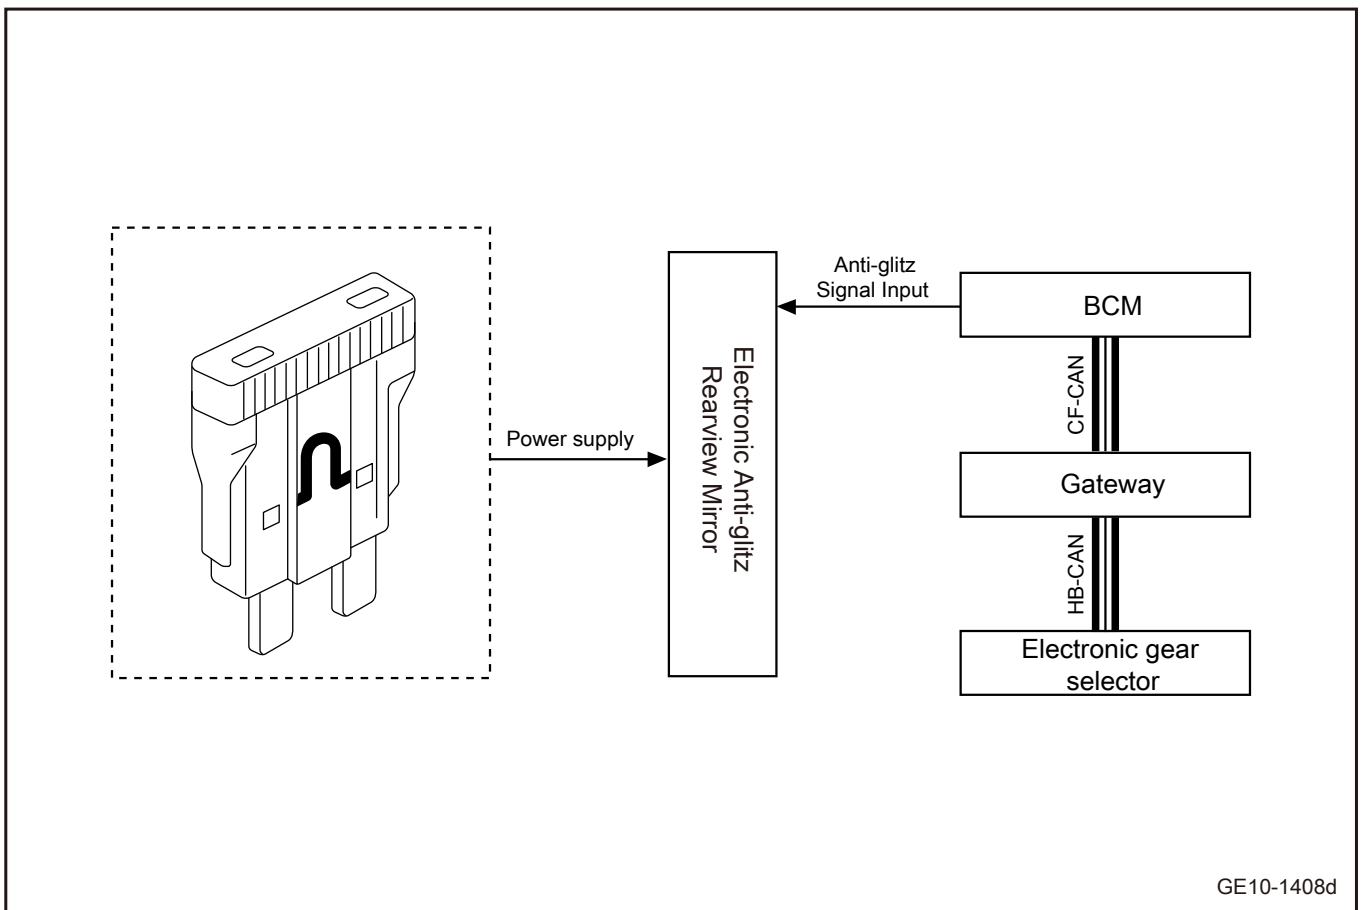 Power supply
Electronic Anti-glitz
Rearview Mirror
Anti-glitz
Signal Input
BCM
CF-CAN
Gateway
HB-CAN
Electronic gear
selector
GE10-1408d